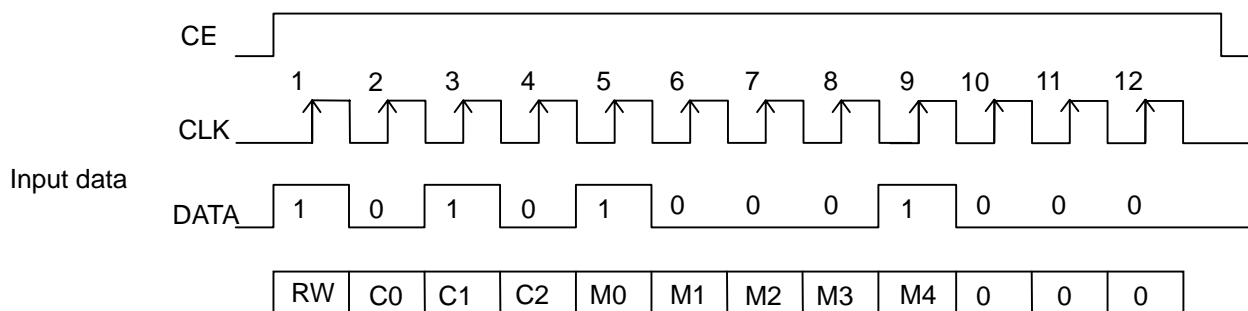 CE
1 2 3 4 5 6 7 8 9 10 11 12
CLK
Input data
DATA 1 0 1 0 1 0 0 0 1 0 0 0
RW C0 C1 C2 M0 M1 M2 M3 M4 0 0 0